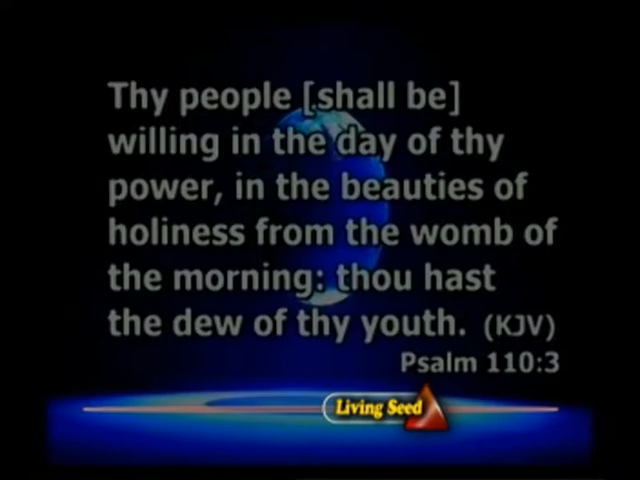 Thy people [shall be]
willing in the day of thy
power, in the beauties of
holiness from the womb of
the morning: thou hast
the dew of thy youth. (KJV)
Psalm 110:3
Living Seed